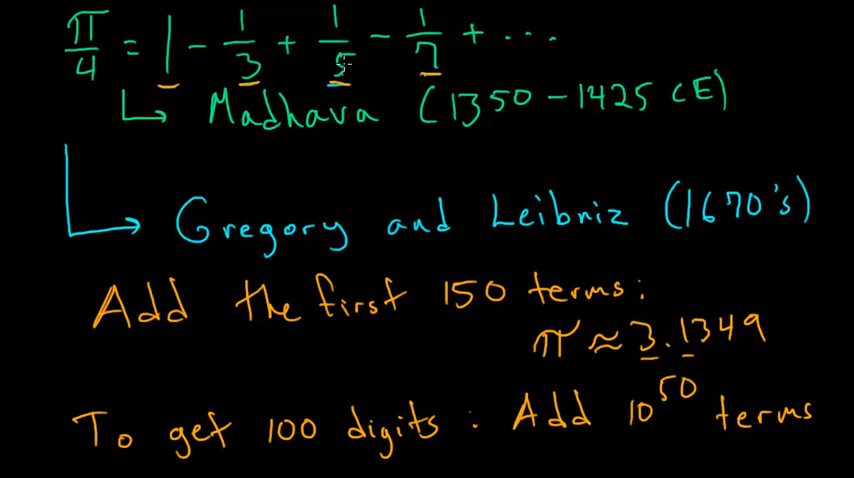 π/4 = 1 - 1/3 + 1/5 - 1/7 + ...
Madhava (1350-1425 CE)
Gregory and Leibniz (1670's)
Add the first 150 terms:
π ≈ 3.1349
To get 100 digits: Add 10^50 terms